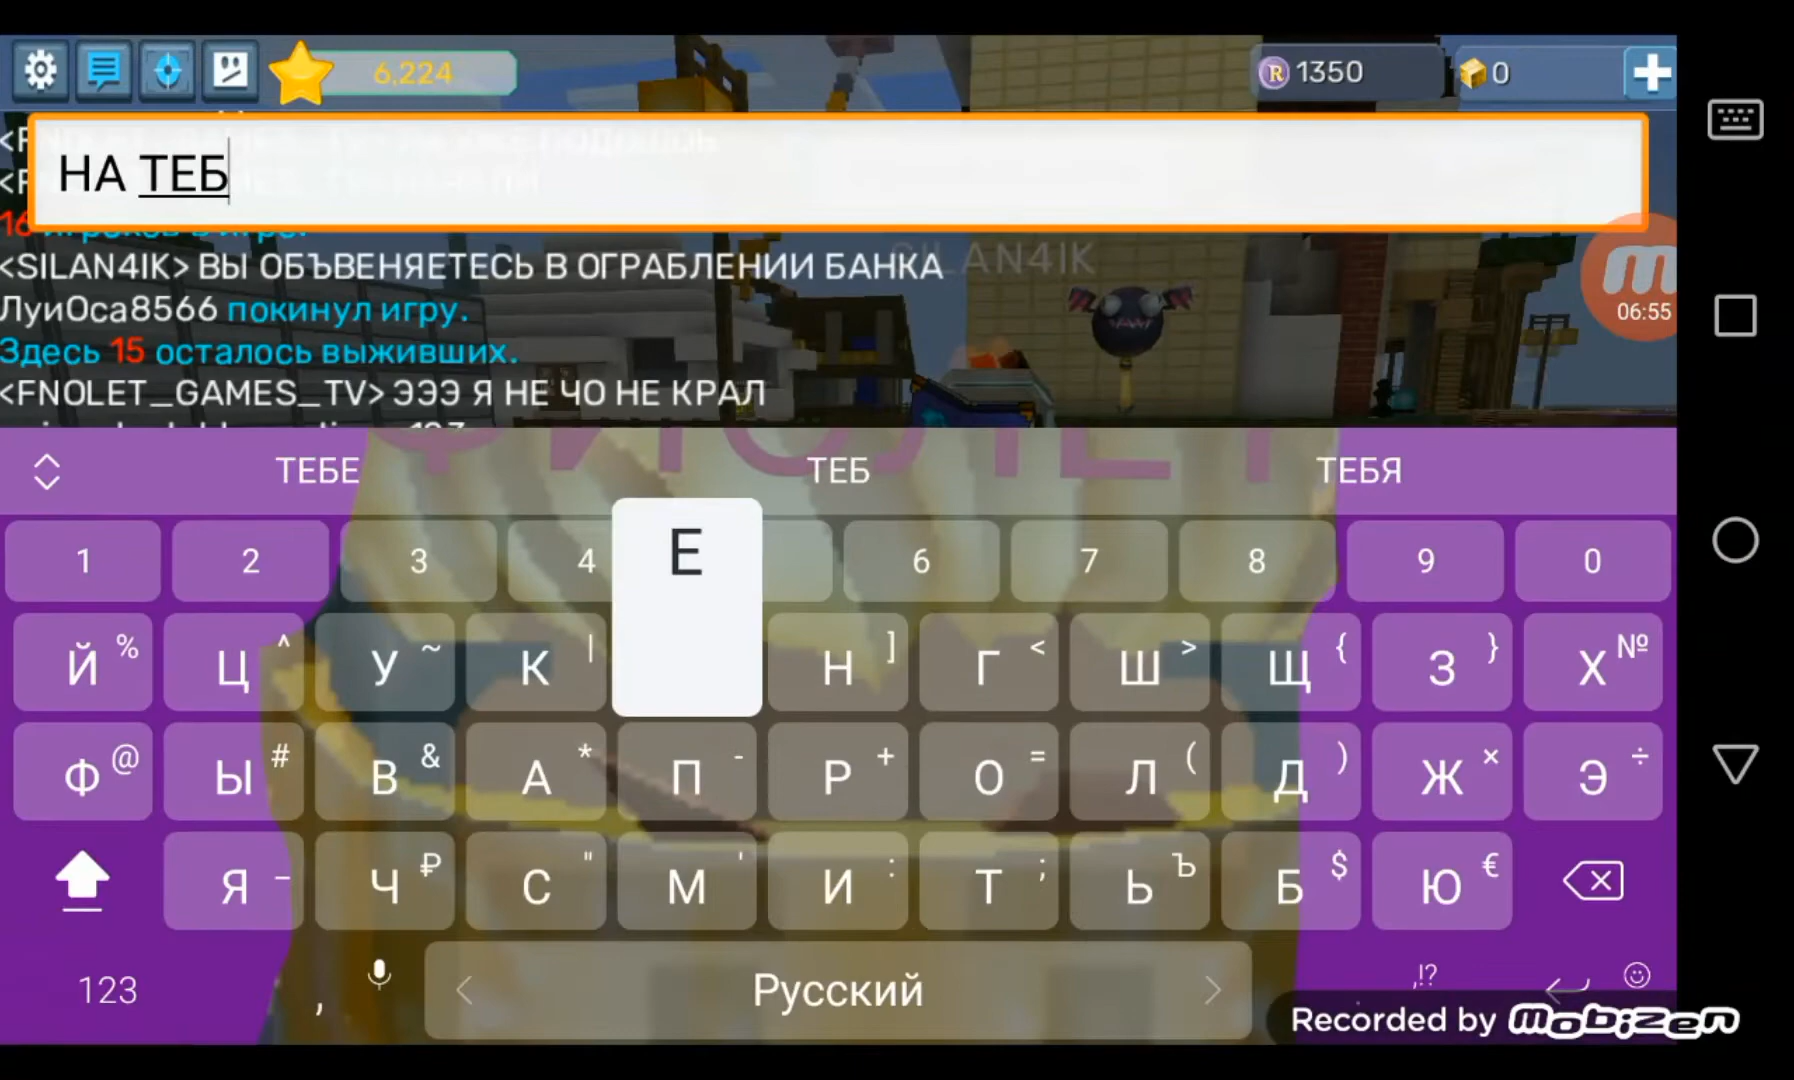 6,224
1350
0
НА ТЕБ
<SILAN4IK> ВЫ ОБЪВЕНЯЕТЕСЬ В ОГРАБЛЕНИИ БАНКА
SILAN4IK
ЛуиОса8566 покинул игру.
06:55
Здесь 15 осталось выживших.
<FNOLET_GAMES_TV> ЭЭЭ Я НЕ ЧО НЕ КРАЛ
ТЕБЕ ТЕБ ТЕБЯ
1 2 3 4 6 7 8 9 0
Е
Й % Ц ^ У ~ К | Н ] Г < Ш > Щ { З } Х №
Ф @ Ы # В & А * П - Р + О = Л ( Д ) Ж × Э ÷
Я _ Ч ₽ С " М ' И : Т ; Ь Ъ Б $ Ю €
123 , < Русский > ,!?
Recorded by mobizen